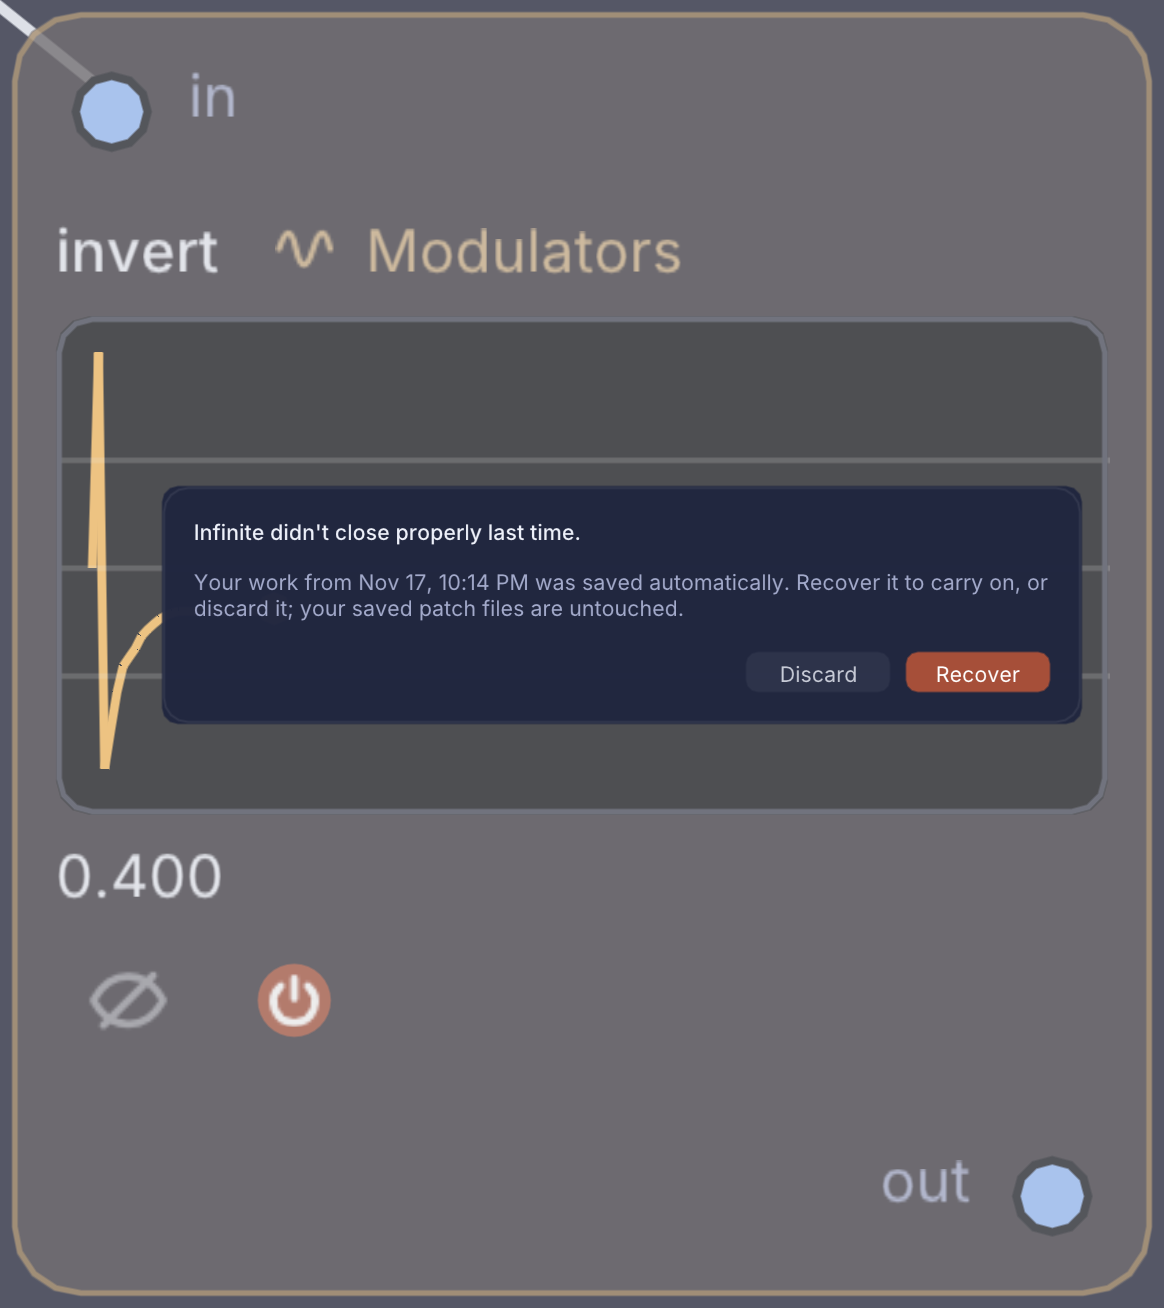 in
invert Modulators
Infinite didn't close properly last time.
Your work from Nov 17, 10:14 PM was saved automatically. Recover it to carry on, or
discard it; your saved patch files are untouched.
Discard Recover
0.400
out